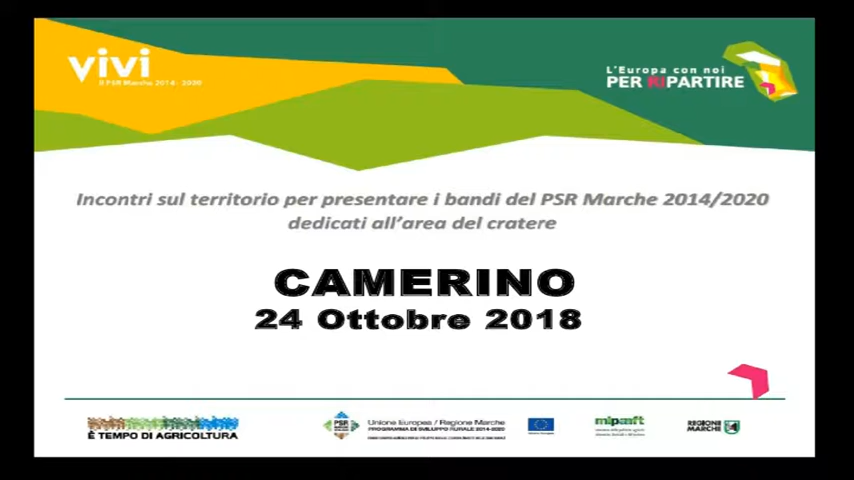 vivi
il PSR Marche 2014-2020
L'Europa con noi
PER RIPARTIRE
Incontri sul territorio per presentare i bandi del PSR Marche 2014/2020
dedicati all'area del cratere
CAMERINO
24 Ottobre 2018
È TEMPO DI AGRICOLTURA
PSR
Unione Europea / Regione Marche
PROGRAMMA DI SVILUPPO RURALE 2014-2020
mipaaft
REGIONE
MARCHE